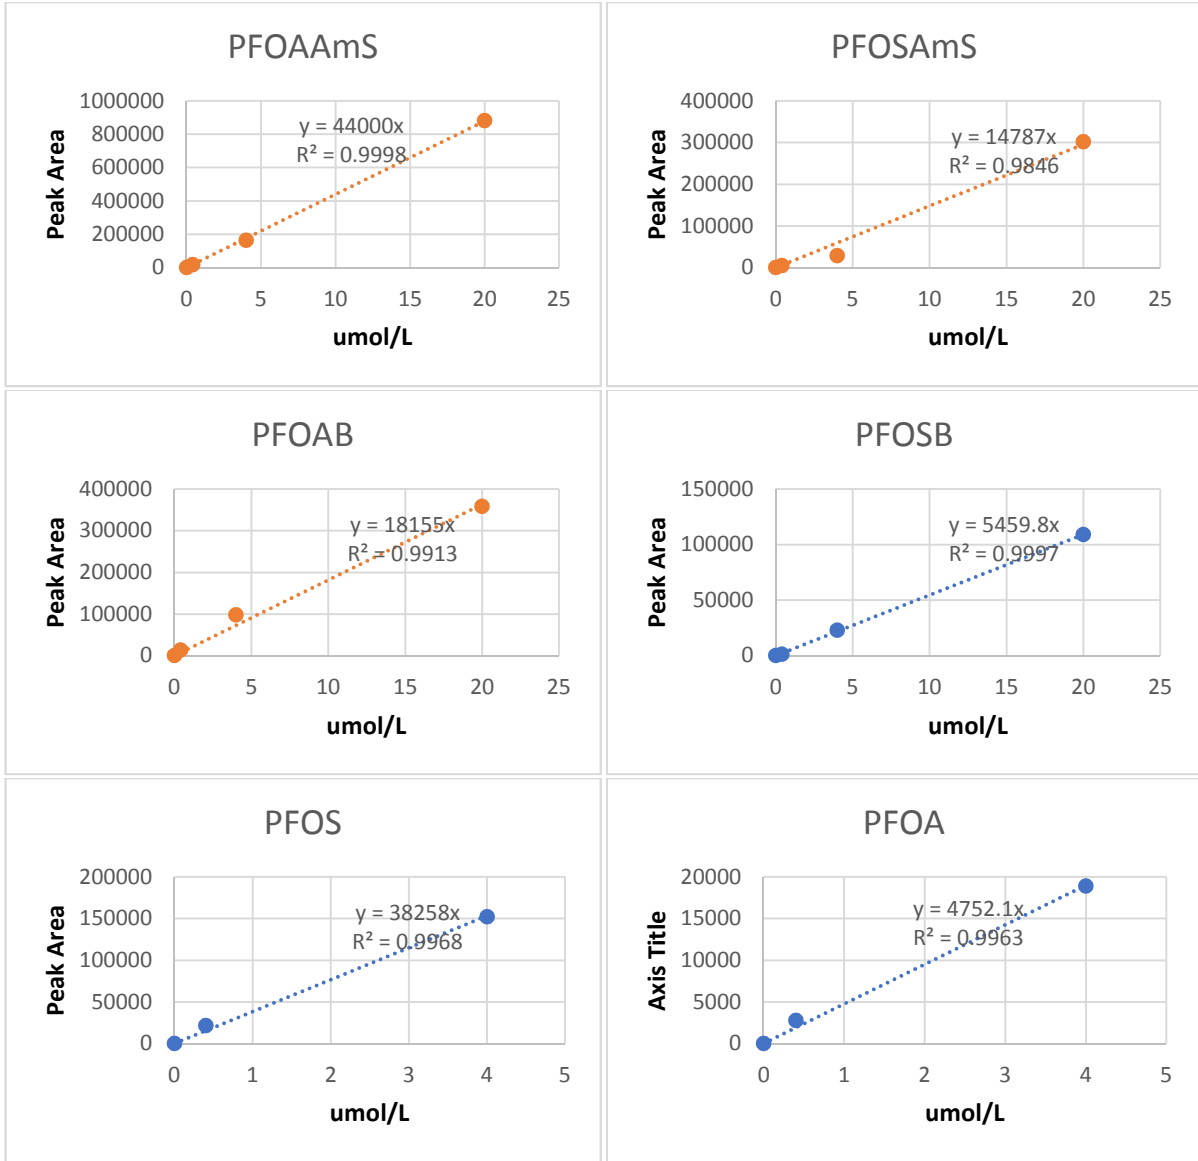 PFOAAmS
1000000
800000
600000
400000
200000
0
Peak Area
y = 44000x
R² = 0.9998
0 5 10 15 20 25
umol/L
PFOSAmS
400000
300000
200000
100000
0
Peak Area
y = 14787x
R² = 0.9846
0 5 10 15 20 25
umol/L
PFOAB
400000
300000
200000
100000
0
Peak Area
y = 18155x
R² = 0.9913
0 5 10 15 20 25
umol/L
PFOSB
150000
100000
50000
0
Peak Area
y = 5459.8x
R² = 0.9997
0 5 10 15 20 25
umol/L
PFOS
200000
150000
100000
50000
0
Peak Area
y = 38258x
R² = 0.9968
0 1 2 3 4 5
umol/L
PFOA
20000
15000
10000
5000
0
Axis Title
y = 4752.1x
R² = 0.9963
0 1 2 3 4 5
umol/L